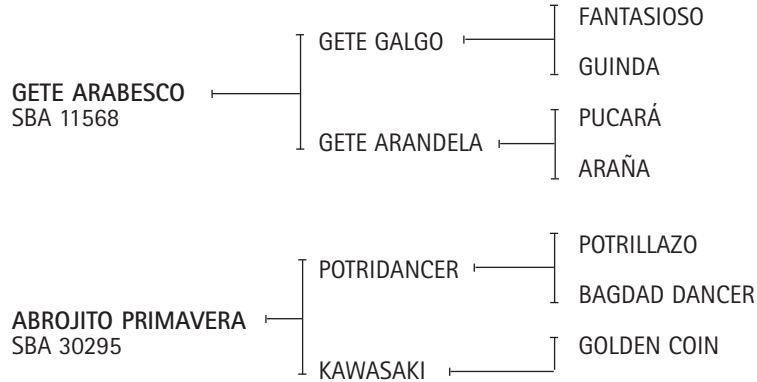 FANTASIOSO
GETE GALGO
GUINDA
GETE ARABESCO
SBA 11568
PUCARÁ
GETE ARANDELA
ARAÑA
POTRILLAZO
POTRIDANCER
BAGDAD DANCER
ABROJITO PRIMAVERA
SBA 30295
GOLDEN COIN
KAWASAKI